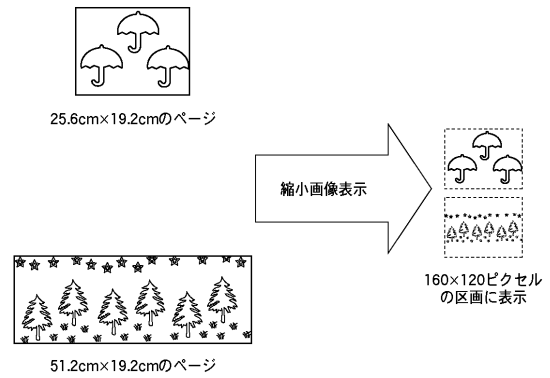 25.6cm×19.2cmのページ
縮小画像表示
160×120ピクセル
の区画に表示
51.2cm×19.2cmのページ